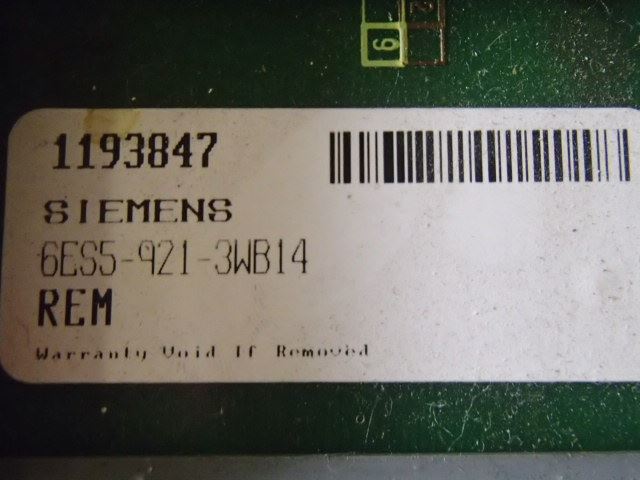 1193847
SIEMENS
6ES5-921-3WB14
REM
Warranty Void If Removed